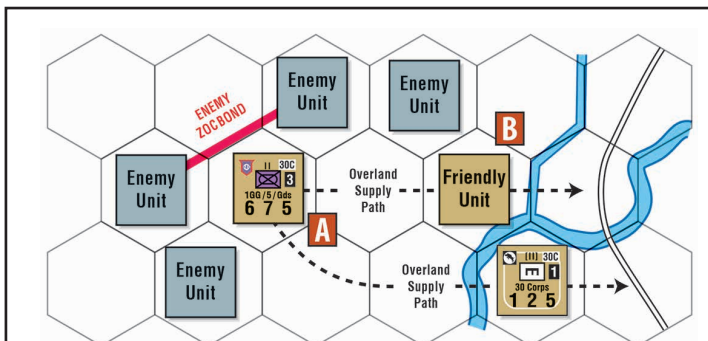 ENEMY
ZOCBOND
Enemy
Unit
Enemy
Unit
B
Enemy
Unit
II 30C
3
1GG / 5 / Gds
6 7 5
Overland
Supply
Path
Friendly
Unit
A
Enemy
Unit
Overland
Supply
Path
[II] 30C
1
30 Corps
1 2 5